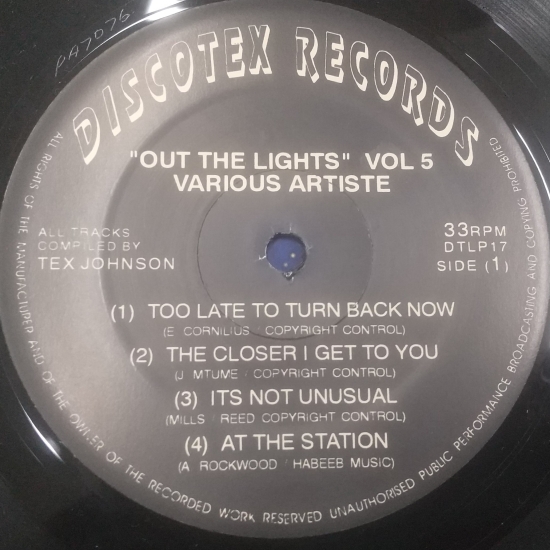 PA7076
DISCOTEX RECORDS
"OUT THE LIGHTS" VOL 5
VARIOUS ARTISTE
ALL TRACKS
COMPILED BY
TEX JOHNSON
33RPM
DTLP17
SIDE (1)
(1) TOO LATE TO TURN BACK NOW
(E CORNILIUS / COPYRIGHT CONTROL)
(2) THE CLOSER I GET TO YOU
(J MTUME / COPYRIGHT CONTROL)
(3) ITS NOT UNUSUAL
(MILLS / REED COPYRIGHT CONTROL)
(4) AT THE STATION
(A ROCKWOOD / HABEEB MUSIC)
ALL RIGHTS OF THE MANUFACTURER AND OF THE OWLER OF THE RECORDED WORK RESERVED UNAUTHORISED PUBLIC PERFORMANCE BROADCASTING AND COPYING PROHIBITED